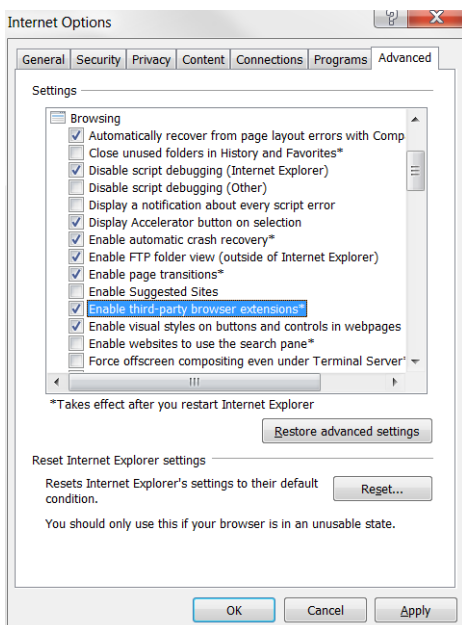 Internet Options
General Security Privacy Content Connections Programs Advanced
Settings
Browsing
Automatically recover from page layout errors with Comp
Close unused folders in History and Favorites*
Disable script debugging (Internet Explorer)
Disable script debugging (Other)
Display a notification about every script error
Display Accelerator button on selection
Enable automatic crash recovery*
Enable FTP folder view (outside of Internet Explorer)
Enable page transitions*
Enable Suggested Sites
Enable third-party browser extensions*
Enable visual styles on buttons and controls in webpages
Enable websites to use the search pane*
Force offscreen compositing even under Terminal Server
*Takes effect after you restart Internet Explorer
Restore advanced settings
Reset Internet Explorer settings
Resets Internet Explorer's settings to their default
condition.
Reset...
You should only use this if your browser is in an unusable state.
OK Cancel Apply